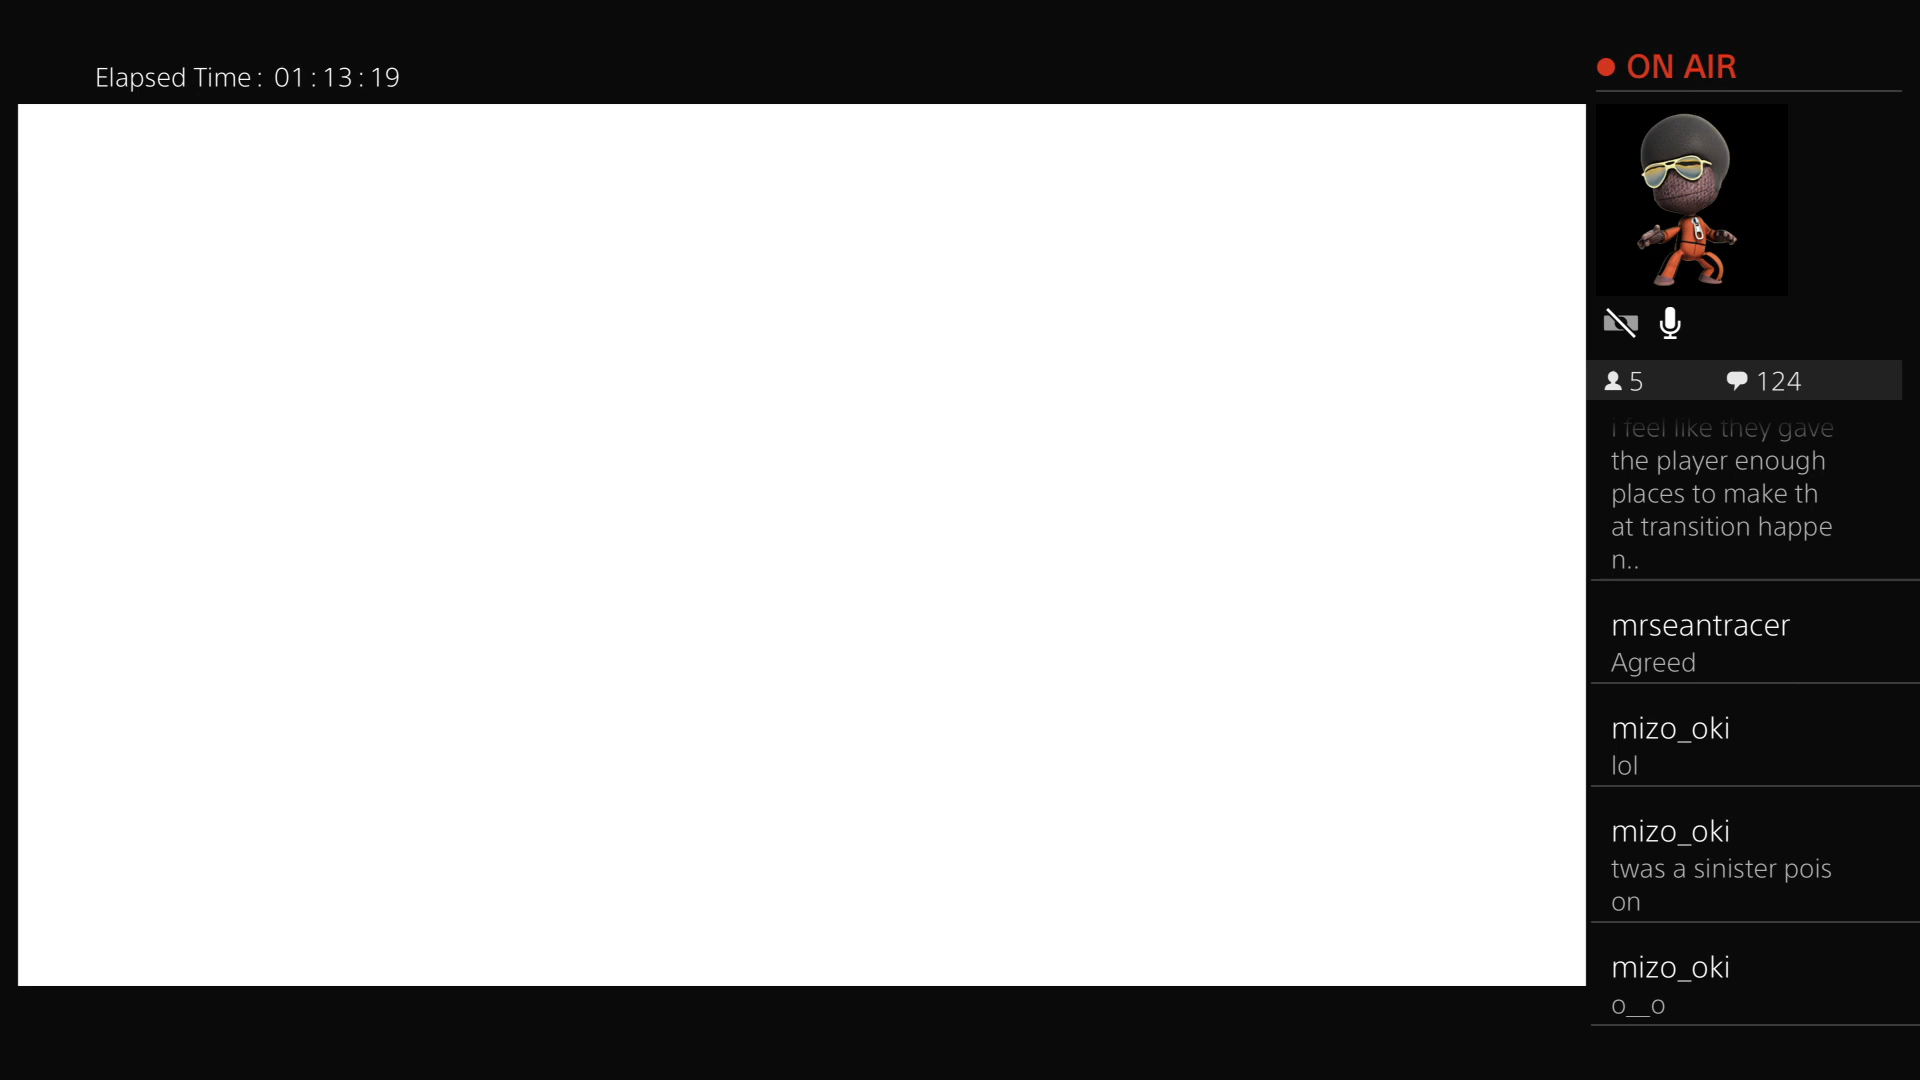 Elapsed Time: 01:13:19
ON AIR
5 124
i feel like they gave
the player enough
places to make th
at transition happe
n..
mrseantracer
Agreed
mizo_oki
lol
mizo_oki
twas a sinister pois
on
mizo_oki
o__o